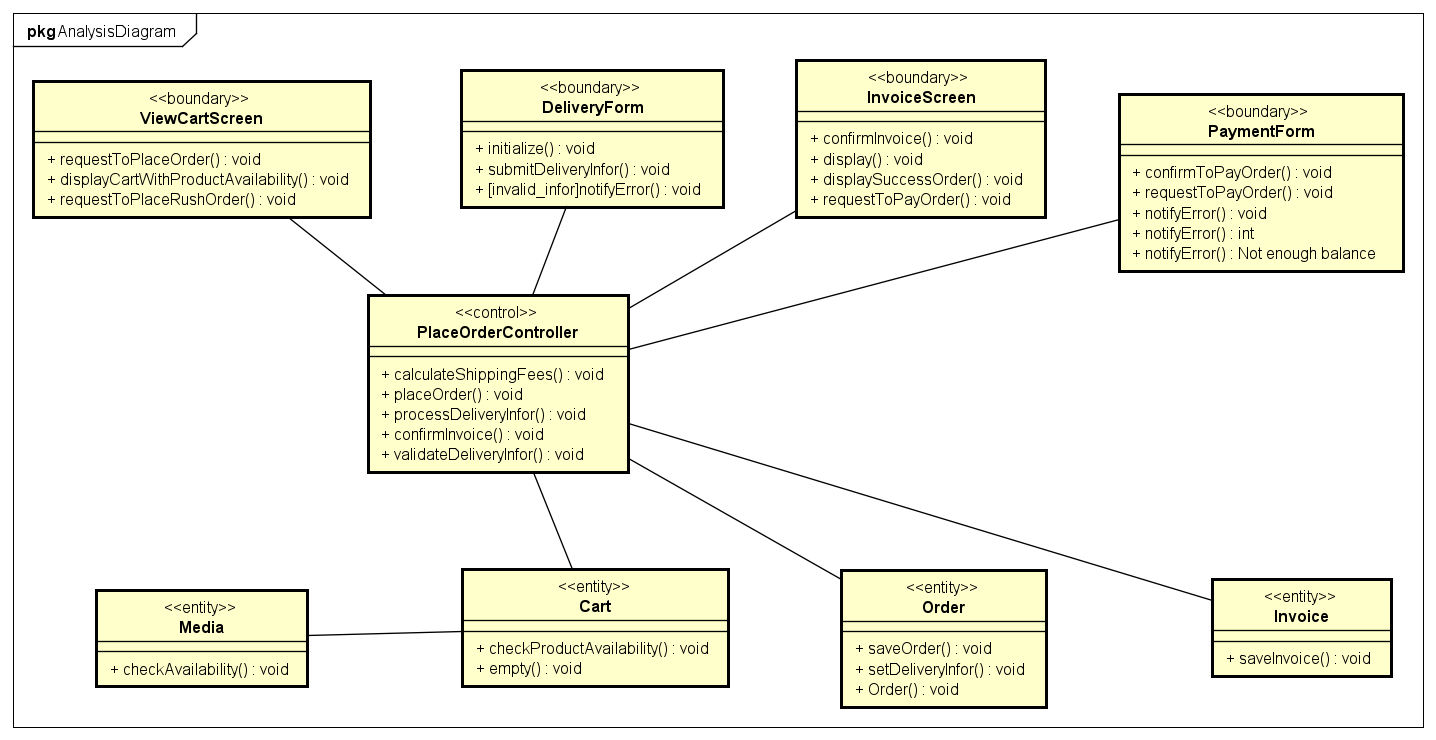 pkg AnalysisDiagram
<<boundary>>
ViewCartScreen
+ requestToPlaceOrder() : void
+ displayCartWithProductAvailability() : void
+ requestToPlaceRushOrder() : void
<<boundary>>
DeliveryForm
+ initialize() : void
+ submitDeliveryInfor() : void
+ [invalid_infor]notifyError() : void
<<boundary>>
InvoiceScreen
+ confirmInvoice() : void
+ display() : void
+ displaySuccessOrder() : void
+ requestToPayOrder() : void
<<boundary>>
PaymentForm
+ confirmToPayOrder() : void
+ requestToPayOrder() : void
+ notifyError() : void
+ notifyError() : int
+ notifyError() : Not enough balance
<<control>>
PlaceOrderController
+ calculateShippingFees() : void
+ placeOrder() : void
+ processDeliveryInfor() : void
+ confirmInvoice() : void
+ validateDeliveryInfor() : void
<<entity>>
Media
+ checkAvailability() : void
<<entity>>
Cart
+ checkProductAvailability() : void
+ empty() : void
<<entity>>
Order
+ saveOrder() : void
+ setDeliveryInfor() : void
+ Order() : void
<<entity>>
Invoice
+ saveInvoice() : void